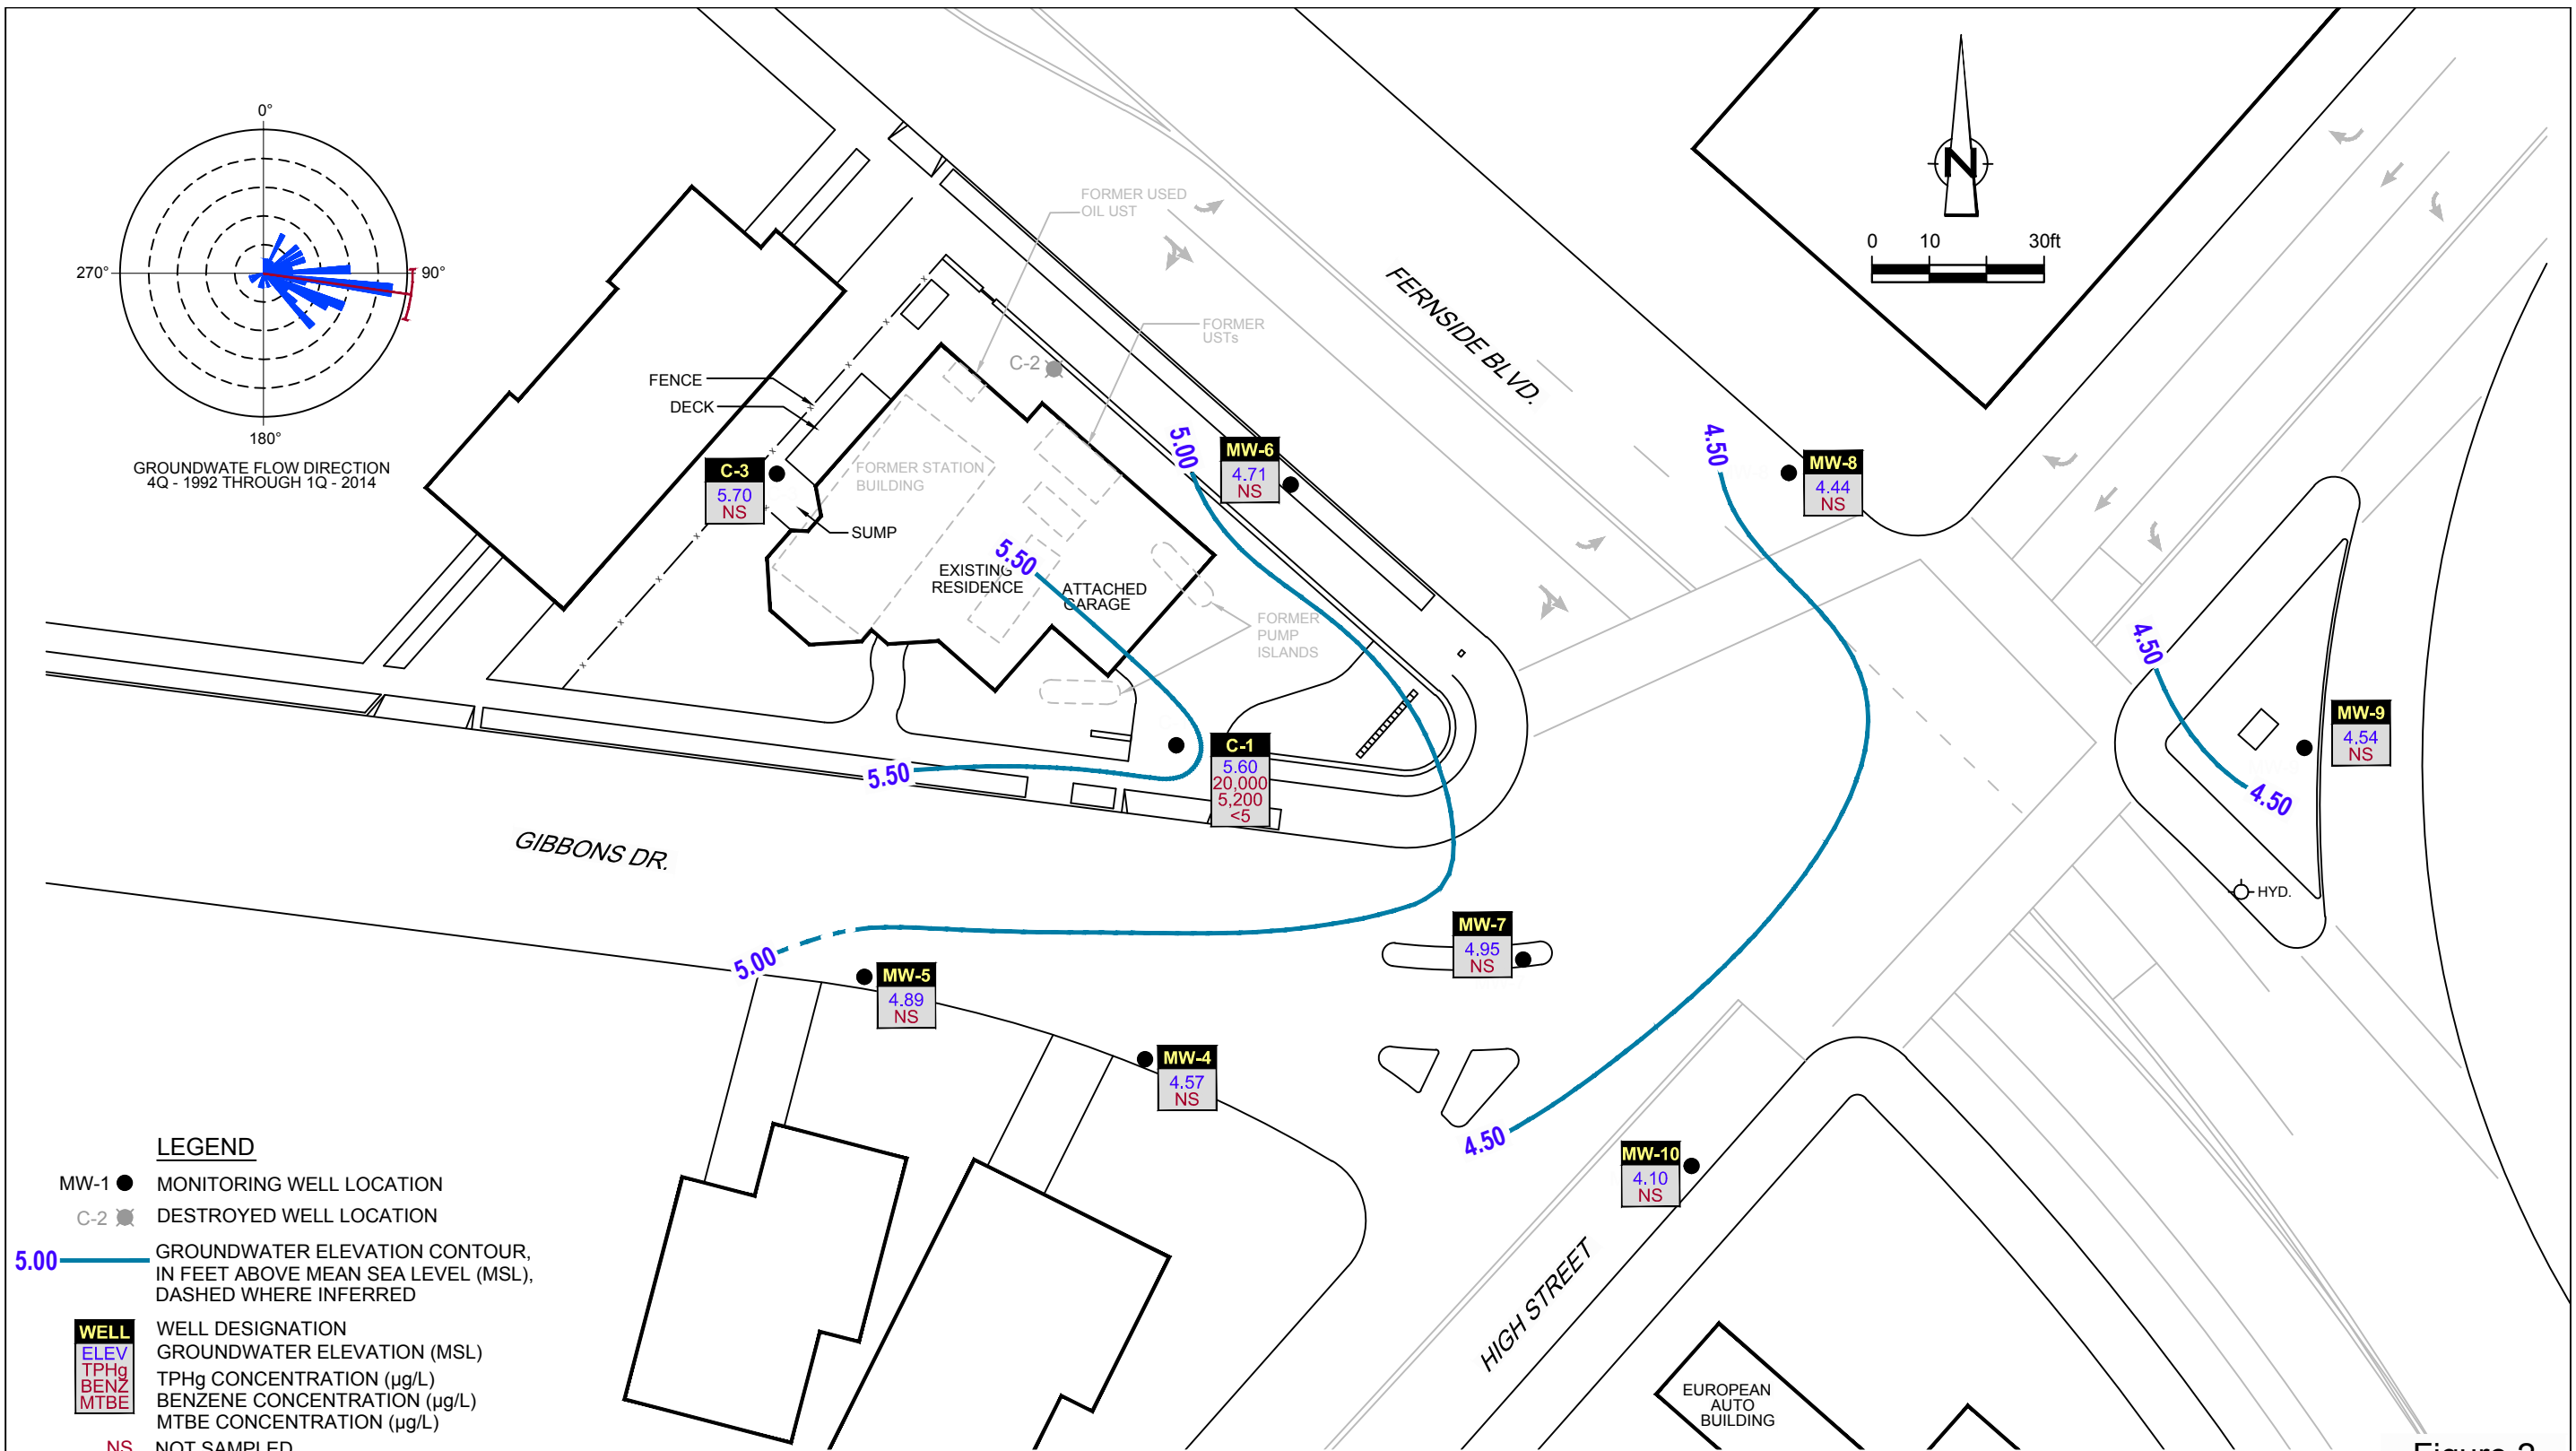 0°
270°
90°
180°
GROUNDWATE FLOW DIRECTION
4Q - 1992 THROUGH 1Q - 2014
FORMER USED
OIL UST
FORMER
USTs
C-2
FERNSIDE BLVD.
N
0 10 30ft
FENCE
DECK
C-3
5.70
NS
FORMER STATION
BUILDING
SUMP
5.00
MW-6
4.71
NS
4.50
MW-8
4.44
NS
5.50
EXISTING
RESIDENCE
ATTACHED
GARAGE
FORMER
PUMP
ISLANDS
4.50
MW-9
4.54
NS
4.50
C-1
5.60
20,000
5,200
<5
5.50
GIBBONS DR.
HYD.
5.00
MW-7
4.95
NS
MW-5
4.89
NS
MW-4
4.57
NS
4.50
MW-10
4.10
NS
HIGH STREET
EUROPEAN
AUTO
BUILDING
LEGEND
MW-1 MONITORING WELL LOCATION
C-2 DESTROYED WELL LOCATION
5.00 GROUNDWATER ELEVATION CONTOUR,
IN FEET ABOVE MEAN SEA LEVEL (MSL),
DASHED WHERE INFERRED
WELL WELL DESIGNATION
ELEV GROUNDWATER ELEVATION (MSL)
TPHg TPHg CONCENTRATION (µg/L)
BENZ BENZENE CONCENTRATION (µg/L)
MTBE MTBE CONCENTRATION (µg/L)
NS NOT SAMPLED
Figure 2